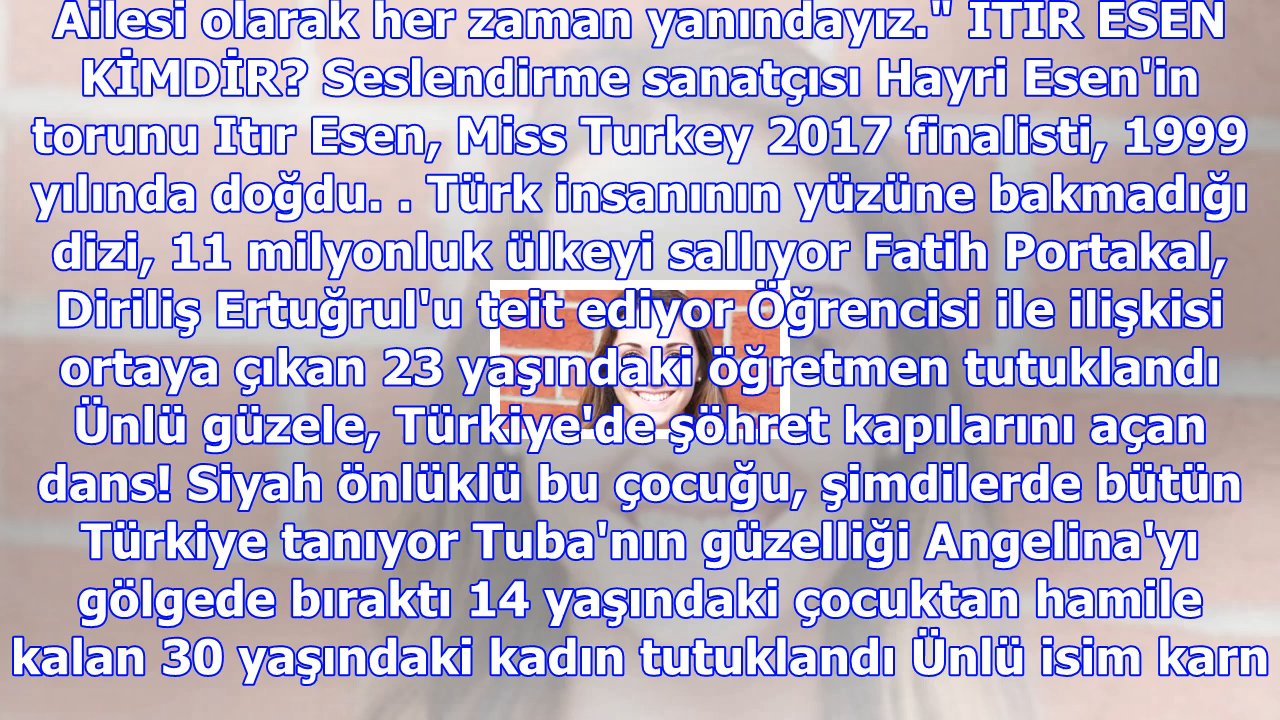 Ailesi olarak her zaman yanındayız." ITIR ESEN
KİMDİR? Seslendirme sanatçısı Hayri Esen'in
torunu Itır Esen, Miss Turkey 2017 finalisti, 1999
yılında doğdu. . Türk insanının yüzüne bakmadığı
dizi, 11 milyonluk ülkeyi sallıyor Fatih Portakal,
Diriliş Ertuğrul'u teit ediyor Öğrencisi ile ilişkisi
ortaya çıkan 23 yaşındaki öğretmen tutuklandı
Ünlü güzele, Türkiye'de şöhret kapılarını açan
dans! Siyah önlüklü bu çocuğu, şimdilerde bütün
Türkiye tanıyor Tuba'nın güzelliği Angelina'yı
gölgede bıraktı 14 yaşındaki çocuktan hamile
kalan 30 yaşındaki kadın tutuklandı Ünlü isim karn